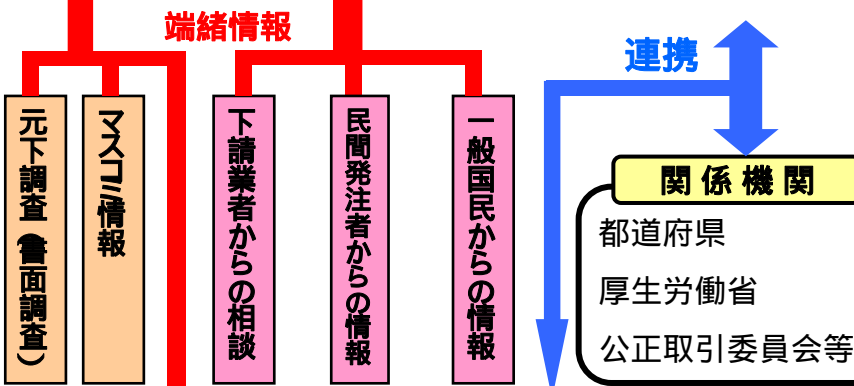 端緒情報
連携
元下調査（書面調査）
マスコミ情報
下請業者からの相談
民間発注者からの情報
一般国民からの情報
関係機関
都道府県
厚生労働省
公正取引委員会等